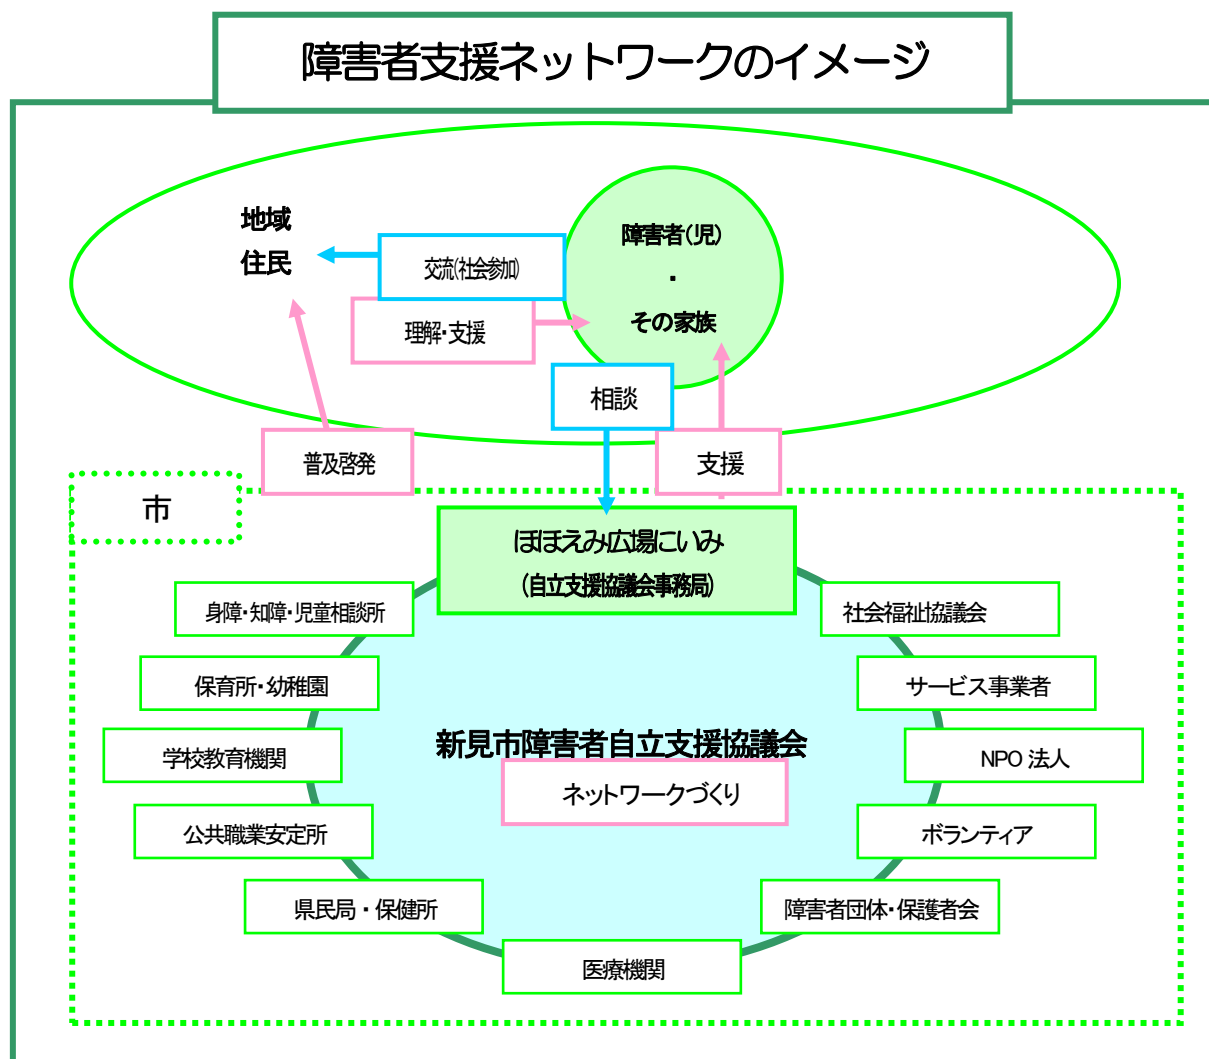 障害者支援ネットワークのイメージ
地域
住民
障害者(児)
・
その家族
交流(社会参加)
理解・支援
相談
普及啓発
支援
市
ほほえみ広場にいみ
(自立支援協議会事務局)
身障・知障・児童相談所
社会福祉協議会
保育所・幼稚園
サービス事業者
新見市障害者自立支援協議会
学校教育機関
NPO 法人
ネットワークづくり
公共職業安定所
ボランティア
県民局・保健所
障害者団体・保護者会
医療機関